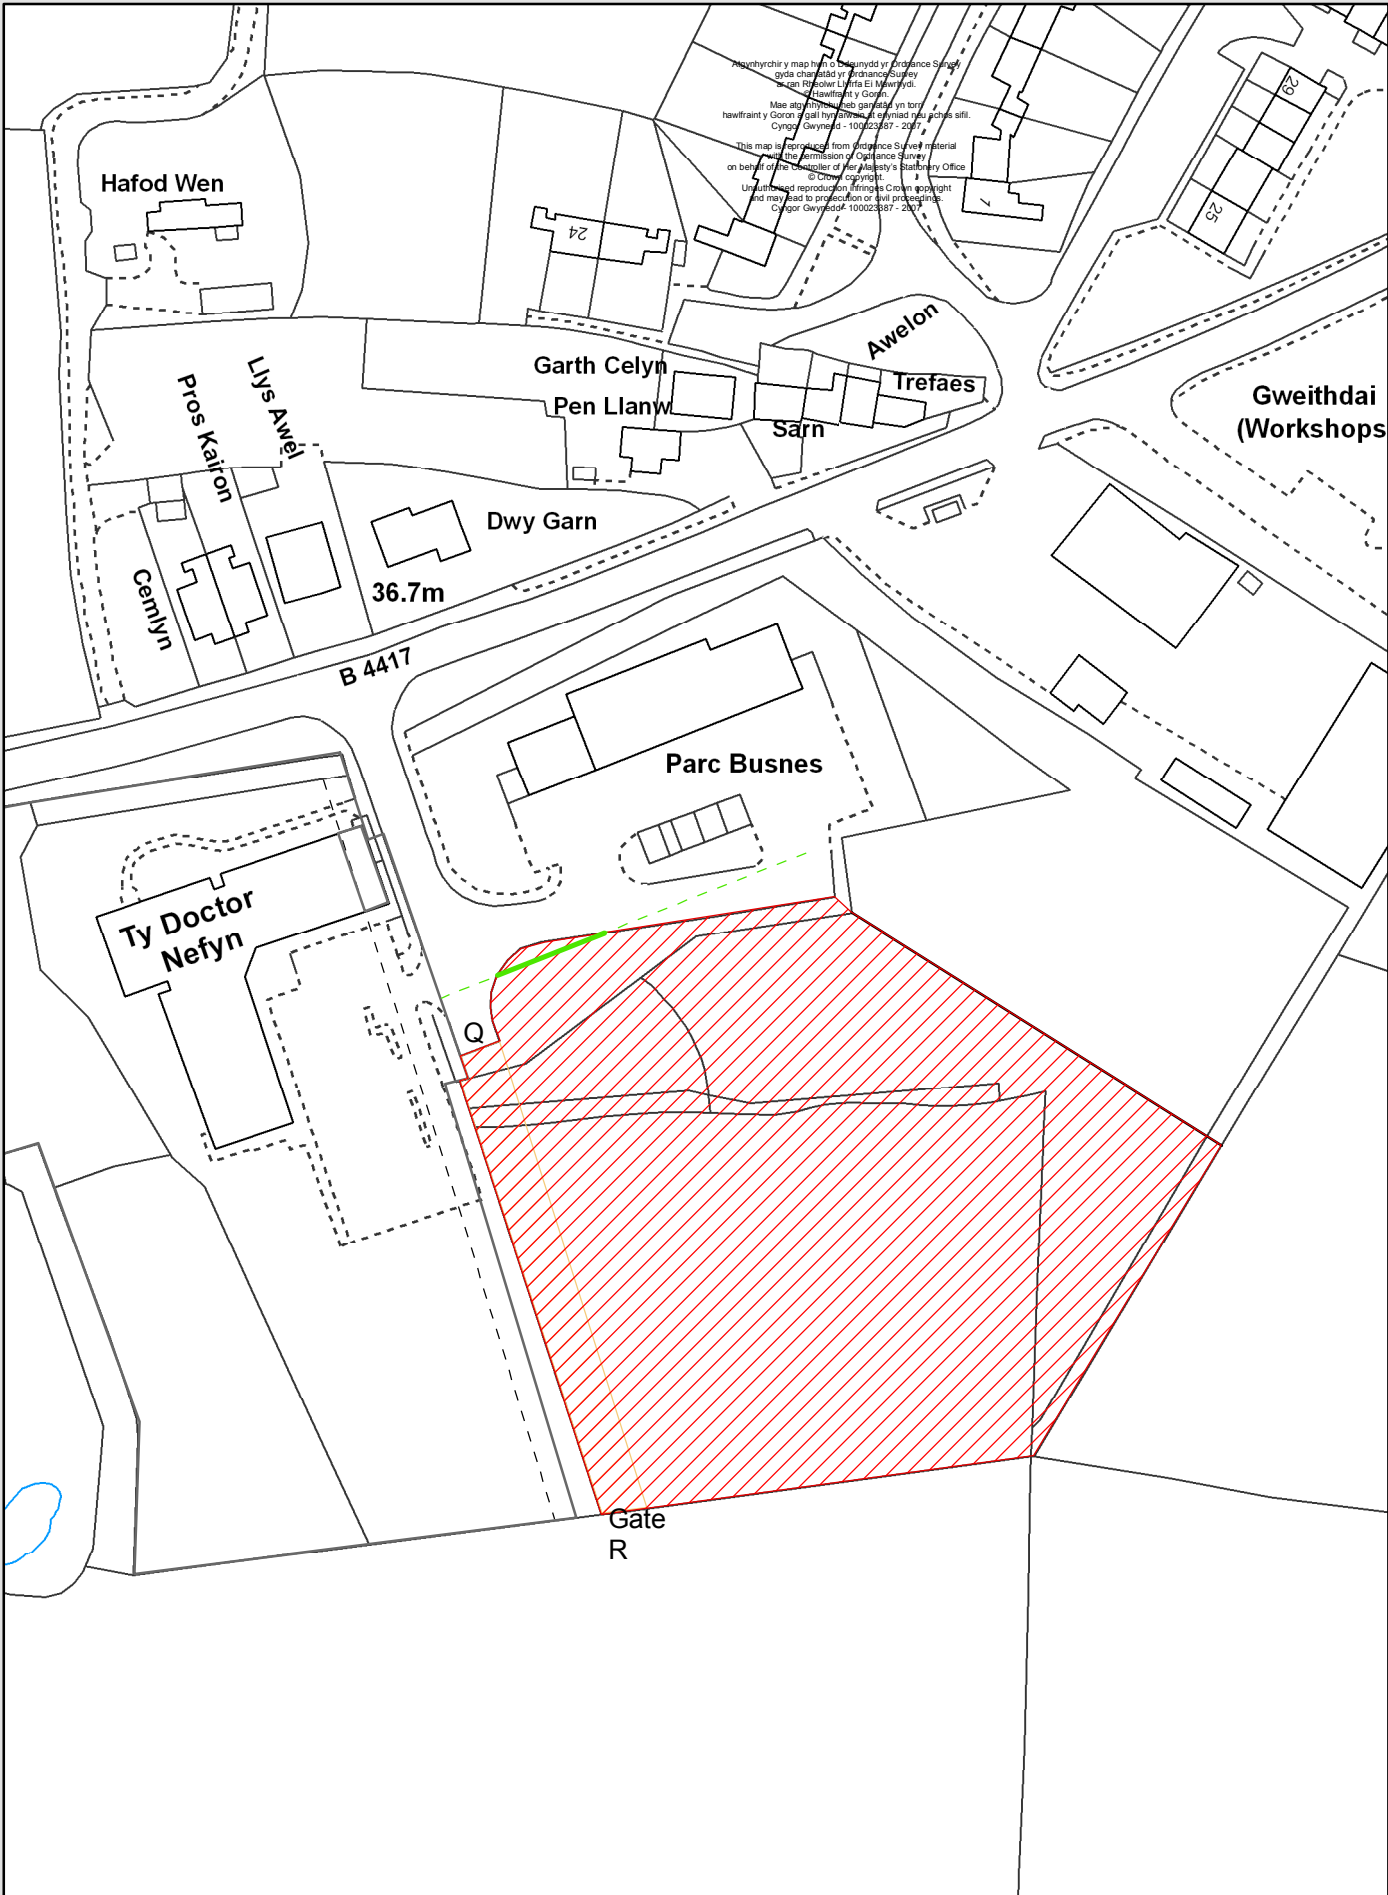 Atgynhyrchir y map hwn o Ddeunydd yr Ordnance Survey
gyda chaniatâd yr Ordnance Survey
ar ran Rheolwr Llyfrfa Ei Mawrhydi.
© Hawlfraint y Goron.
Mae atgynhyrchu heb ganiatâd yn torri
hawlfraint y Goron a gall hyn arwain at erlyniad neu achos sifil.
Cyngor Gwynedd - 100023387 - 2007
This map is reproduced from Ordnance Survey material
with the permission of Ordnance Survey
on behalf of the Controller of Her Majesty's Stationery Office
© Crown copyright.
Unauthorised reproduction infringes Crown copyright
and may lead to prosecution or civil proceedings.
Cyngor Gwynedd - 100023387 - 2007
29
25
1
24
Hafod Wen
Awelon
Garth Celyn
Trefaes
Pen Llanw
Sarn
Gweithdai
(Workshops
Llys Awel
Pros Kairon
Dwy Garn
Cemlyn
36.7m
B 4417
Parc Busnes
Ty Doctor
Nefyn
Q
Gate
R